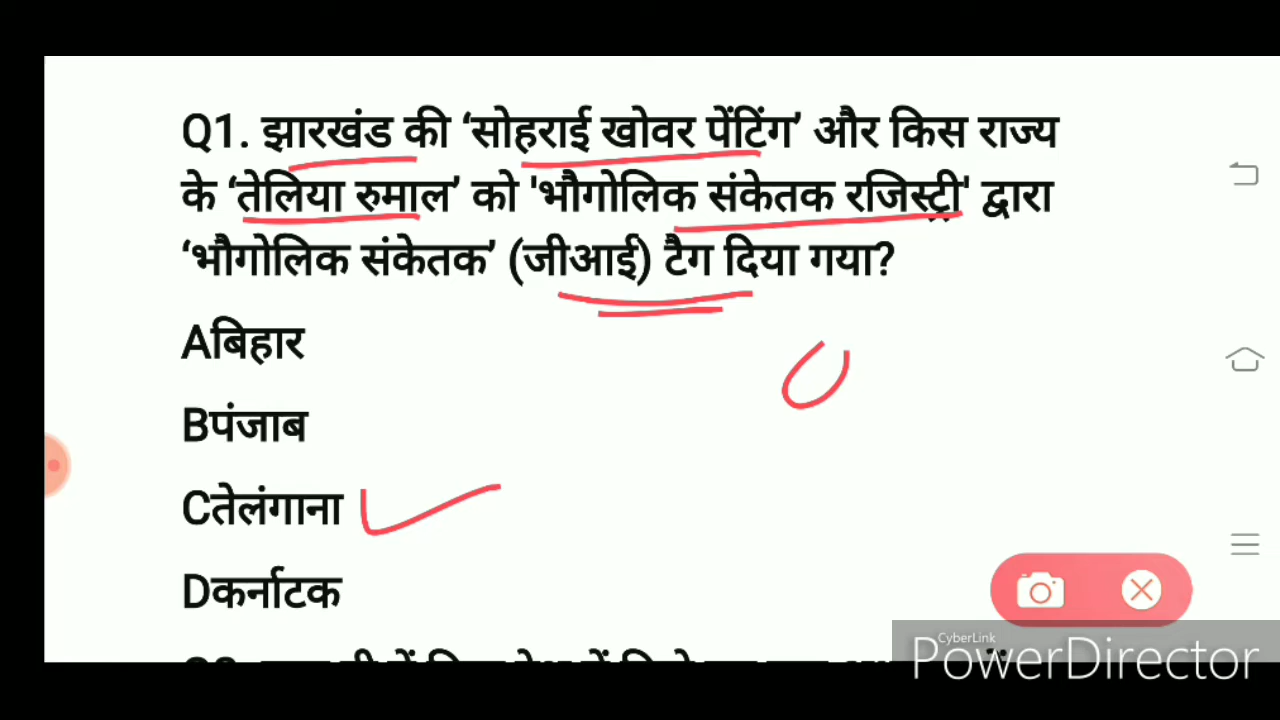 Q1. झारखंड की ‘सोहराई खोवर पेंटिंग’ और किस राज्य
के ‘तेलिया रुमाल’ को 'भौगोलिक संकेतक रजिस्ट्री' द्वारा
‘भौगोलिक संकेतक’ (जीआई) टैग दिया गया?
Aबिहार
Bपंजाब
Cतेलंगाना
Dकर्नाटक
CyberLink
PowerDirector